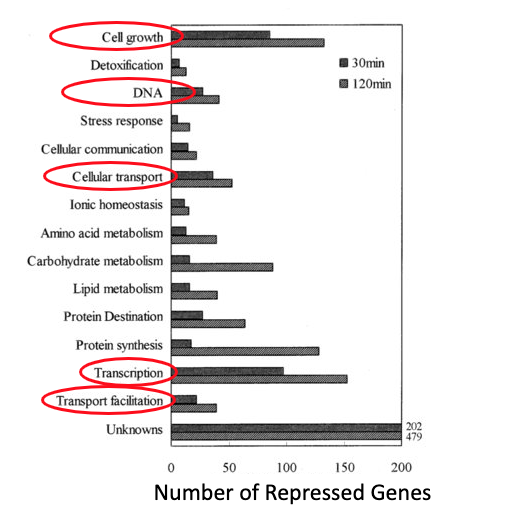 Cell growth
Detoxification
DNA
Stress response
Cellular communication
Cellular transport
Ionic homeostasis
Amino acid metabolism
Carbohydrate metabolism
Lipid metabolism
Protein Destination
Protein synthesis
Transcription
Transport facilitation
Unknowns
30min
120min
202
479
0 50 100 150 200
Number of Repressed Genes